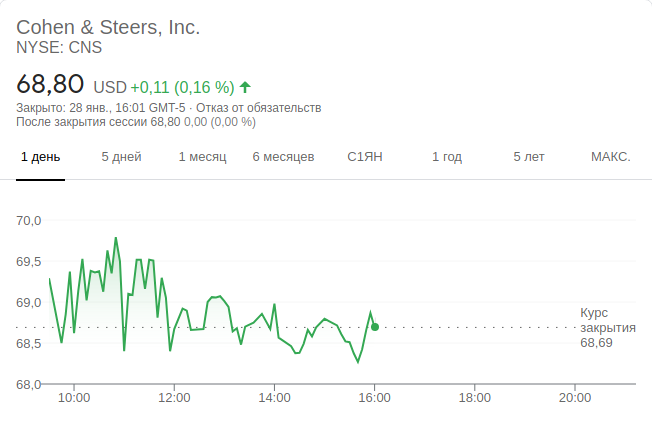 Cohen & Steers, Inc.
NYSE: CNS
68,80 USD +0,11 (0,16 %)
Закрыто: 28 янв., 16:01 GMT-5 · Отказ от обязательств
После закрытия сессии 68,80 0,00 (0,00 %)
1 день 5 дней 1 месяц 6 месяцев С1ЯН 1 год 5 лет МАКС.
70,0
69,5
69,0
Курс
закрытия
68,69
68,5
68,0
10:00 12:00 14:00 16:00 18:00 20:00